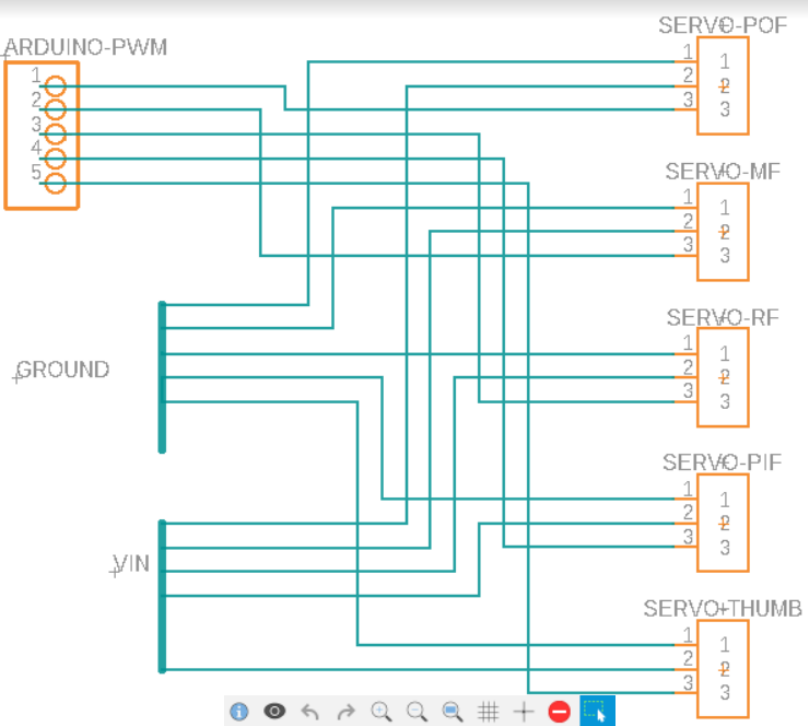 SERVO-POF
1 1
2 2
3 3
ARDUINO-PWM
1
2
3
4
5
SERVO-MF
1 1
2 2
3 3
SERVO-RF
1 1
2 2
3 3
GROUND
SERVO-PIF
1 1
2 2
3 3
VIN
SERVO-THUMB
1 1
2 2
3 3